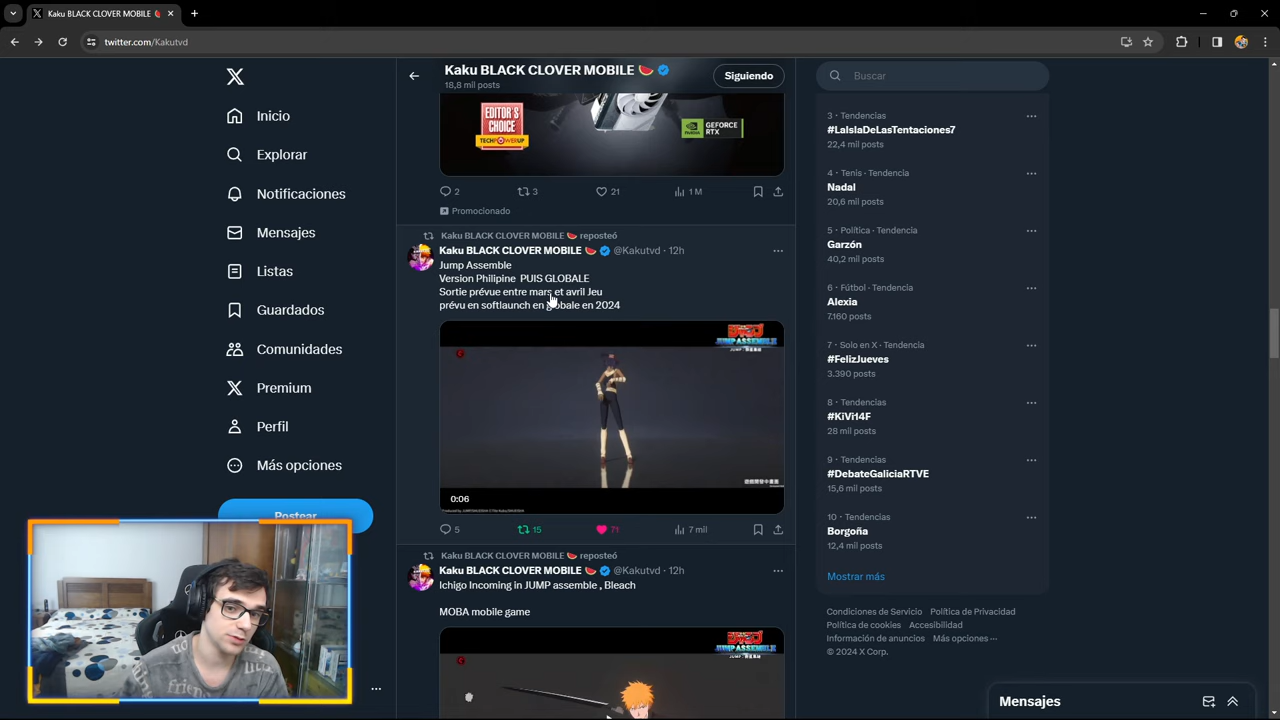 Kaku BLACK CLOVER MOBILE 🍉
twitter.com/Kakutvd
Inicio
Explorar
Notificaciones
Mensajes
Listas
Guardados
Comunidades
Premium
Perfil
Más opciones
Postear
Kaku BLACK CLOVER MOBILE 🍉
18,8 mil posts
Siguiendo
EDITOR'S
CHOICE
TECHPOWERUP
NVIDIA
GEFORCE
RTX
2 3 21 1 M
Promocionado
Kaku BLACK CLOVER MOBILE 🍉 reposteó
Kaku BLACK CLOVER MOBILE 🍉 @Kakutvd · 12h
Jump Assemble
Version Philipine PUIS GLOBALE
Sortie prévue entre mars et avril Jeu
prévu en softlaunch en globale en 2024
JUMP ASSEMBLE
0:06
5 15 71 7 mil
Kaku BLACK CLOVER MOBILE 🍉 reposteó
Kaku BLACK CLOVER MOBILE 🍉 @Kakutvd · 12h
Ichigo Incoming in JUMP assemble , Bleach
MOBA mobile game
JUMP ASSEMBLE
Buscar
3 · Tendencias
#LaIslaDeLasTentaciones7
22,4 mil posts
4 · Tenis · Tendencia
Nadal
20,6 mil posts
5 · Política · Tendencia
Garzón
40,2 mil posts
6 · Fútbol · Tendencia
Alexia
7.160 posts
7 · Solo en X · Tendencia
#FelizJueves
3.390 posts
8 · Tendencias
#KiVi14F
28 mil posts
9 · Tendencias
#DebateGaliciaRTVE
15,6 mil posts
10 · Tendencias
Borgoña
12,4 mil posts
Mostrar más
Condiciones de Servicio Política de Privacidad
Política de cookies Accesibilidad
Información de anuncios Más opciones ···
© 2024 X Corp.
Mensajes